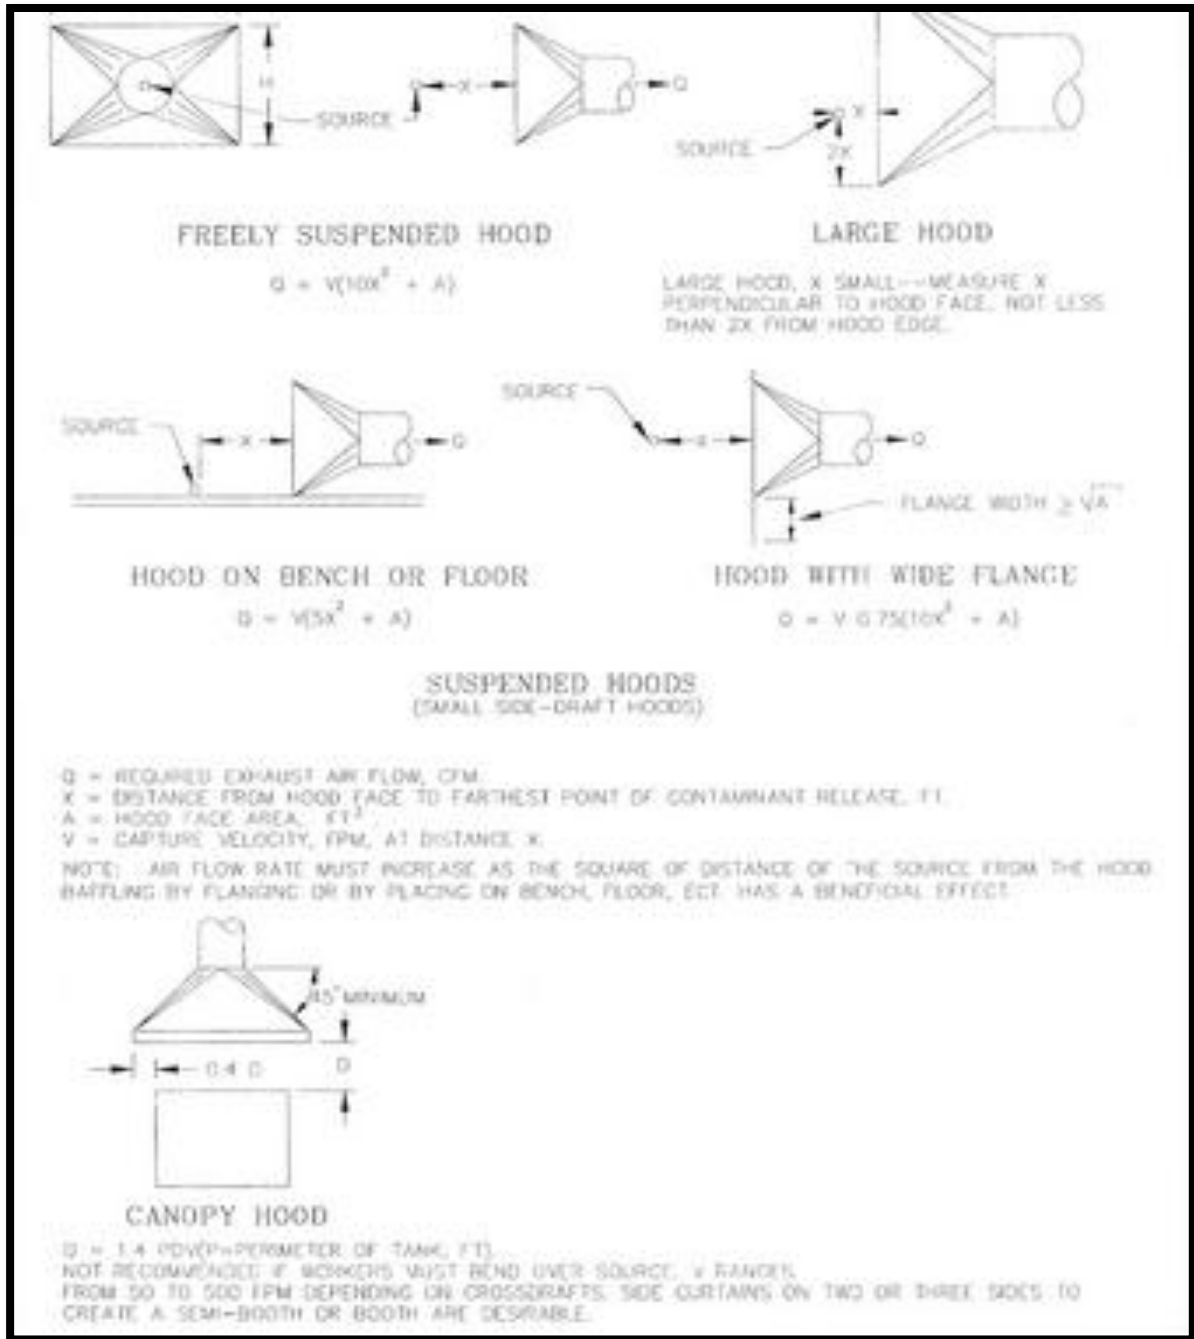 H
SOURCE
X
Q
SOURCE
X
2X
FREELY SUSPENDED HOOD
Q = V(10X² + A)
LARGE HOOD
LARGE HOOD, X SMALL--MEASURE X
PERPENDICULAR TO HOOD FACE, NOT LESS
THAN 2X FROM HOOD EDGE.
SOURCE
X
Q
SOURCE
X
Q
FLANGE WIDTH ≥ √A
HOOD ON BENCH OR FLOOR
Q = V(5X² + A)
HOOD WITH WIDE FLANGE
Q = V 0.75(10X² + A)
SUSPENDED HOODS
(SMALL SIDE-DRAFT HOODS)
Q = REQUIRED EXHAUST AIR FLOW, CFM.
X = DISTANCE FROM HOOD FACE TO FARTHEST POINT OF CONTAMINANT RELEASE, FT.
A = HOOD FACE AREA, FT²
V = CAPTURE VELOCITY, FPM, AT DISTANCE X.
NOTE: AIR FLOW RATE MUST INCREASE AS THE SQUARE OF DISTANCE OF THE SOURCE FROM THE HOOD.
BAFFLING BY FLANGING OR BY PLACING ON BENCH, FLOOR, ECT. HAS A BENEFICIAL EFFECT.
45° MINIMUM
0.4 D
D
CANOPY HOOD
Q = 1.4 PDV(P=PERIMETER OF TANK, FT).
NOT RECOMMENDED IF WORKERS MUST BEND OVER SOURCE. V RANGES
FROM 50 TO 500 FPM DEPENDING ON CROSSDRAFTS. SIDE CURTAINS ON TWO OR THREE SIDES TO
CREATE A SEMI-BOOTH OR BOOTH ARE DESIRABLE.